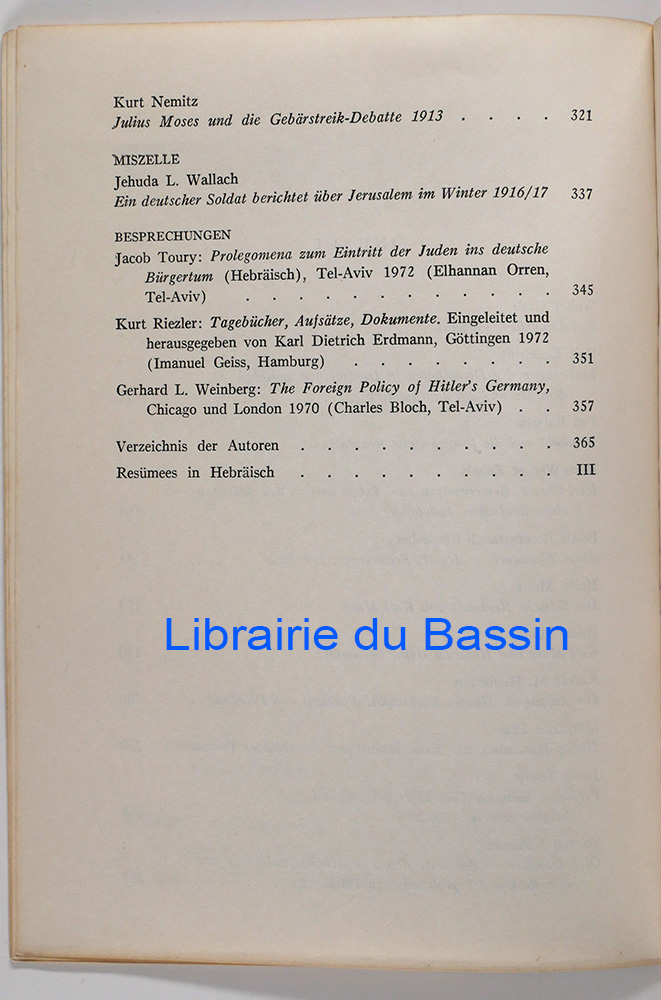 Kurt Nemitz
Julius Moses und die Gebärstreik-Debatte 1913 . . . . 321
MISZELLE
Jehuda L. Wallach
Ein deutscher Soldat berichtet über Jerusalem im Winter 1916/17 337
BESPRECHUNGEN
Jacob Toury: Prolegomena zum Eintritt der Juden ins deutsche
Bürgertum (Hebräisch), Tel-Aviv 1972 (Elhannan Orren,
Tel-Aviv) . . . . . . . . . . . . 345
Kurt Riezler: Tagebücher, Aufsätze, Dokumente. Eingeleitet und
herausgegeben von Karl Dietrich Erdmann, Göttingen 1972
(Imanuel Geiss, Hamburg) . . . . . . . . 351
Gerhard L. Weinberg: The Foreign Policy of Hitler's Germany,
Chicago und London 1970 (Charles Bloch, Tel-Aviv) . . 357
Verzeichnis der Autoren . . . . . . . . . . 365
Resümees in Hebräisch . . . . . . . . . . III
Librairie du Bassin